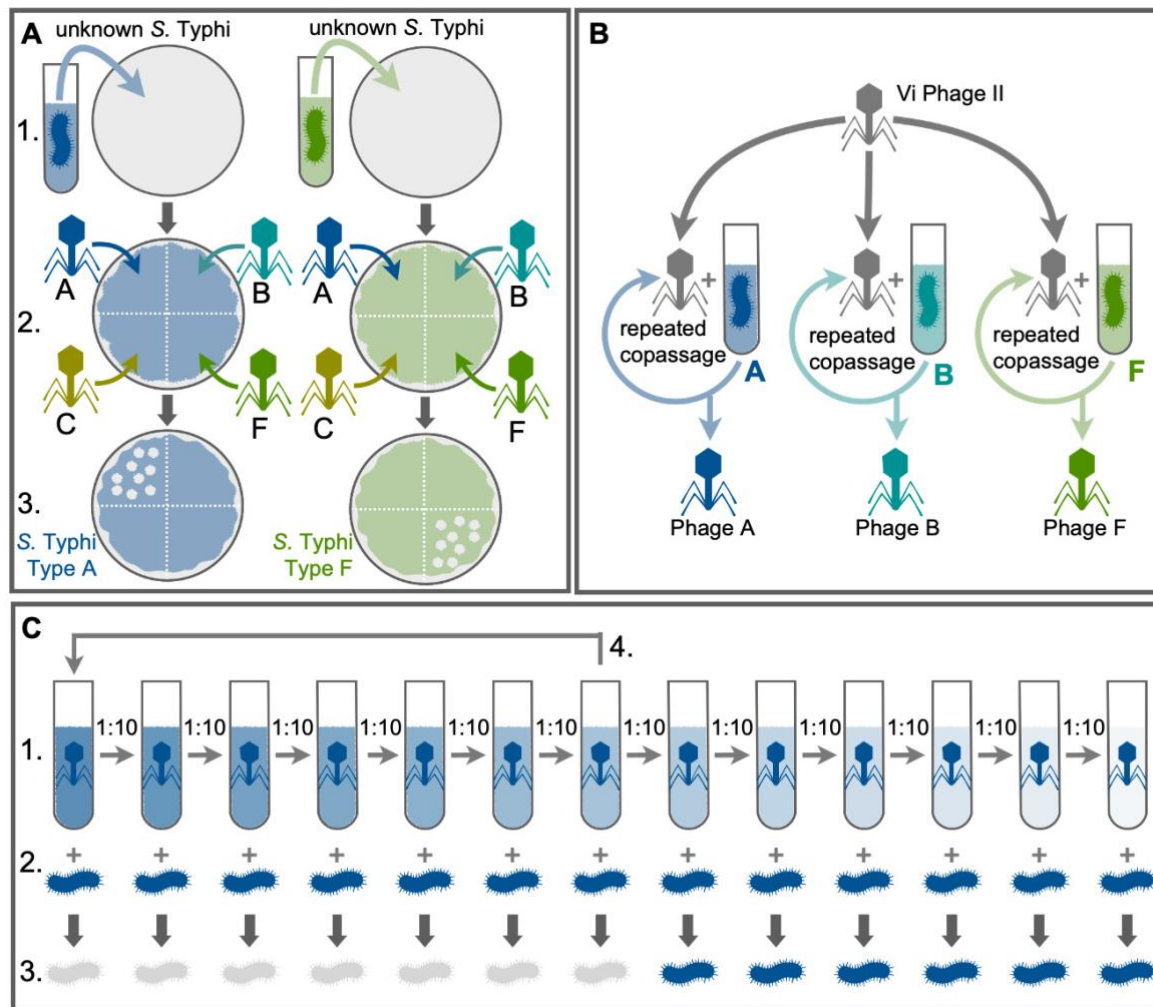 A
unknown S. Typhi
unknown S. Typhi
1.
A
B
A
B
2.
C
F
C
F
3.
S. Typhi
Type A
S. Typhi
Type F
B
Vi Phage II
+
+
+
repeated
copassage
repeated
copassage
repeated
copassage
A
B
F
Phage A
Phage B
Phage F
C
4.
1:10 1:10 1:10 1:10 1:10 1:10 1:10 1:10 1:10 1:10 1:10 1:10
1.
+ + + + + + + + + + + + +
2.
3.